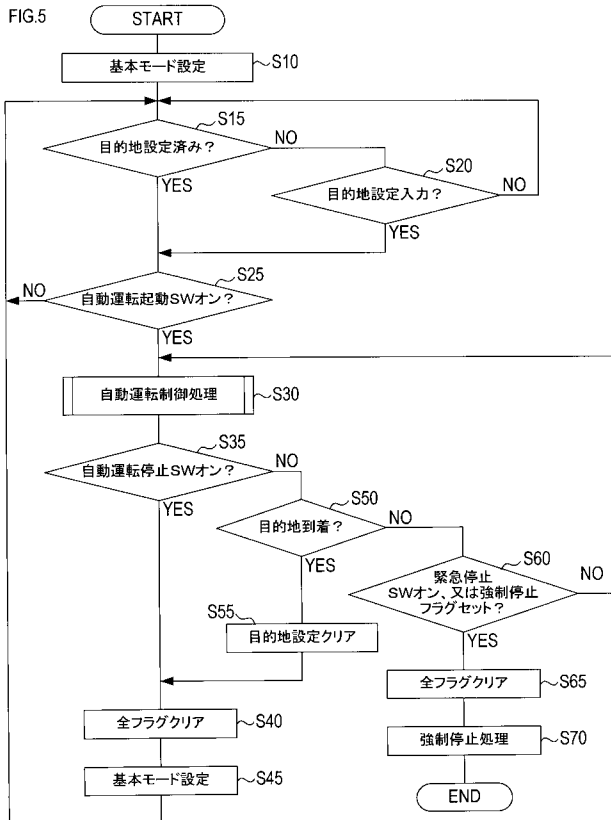 FIG.5
START
基本モード設定
S10
S15
目的地設定済み?
NO
YES
S20
目的地設定入力?
NO
YES
S25
NO
自動運転起動SWオン?
YES
自動運転制御処理
S30
S35
自動運転停止SWオン?
NO
YES
S50
目的地到着?
NO
YES
S60
緊急停止
SWオン、又は強制停止
フラグセット?
NO
YES
S55
目的地設定クリア
全フラグクリア
S65
全フラグクリア
S40
強制停止処理
S70
基本モード設定
S45
END